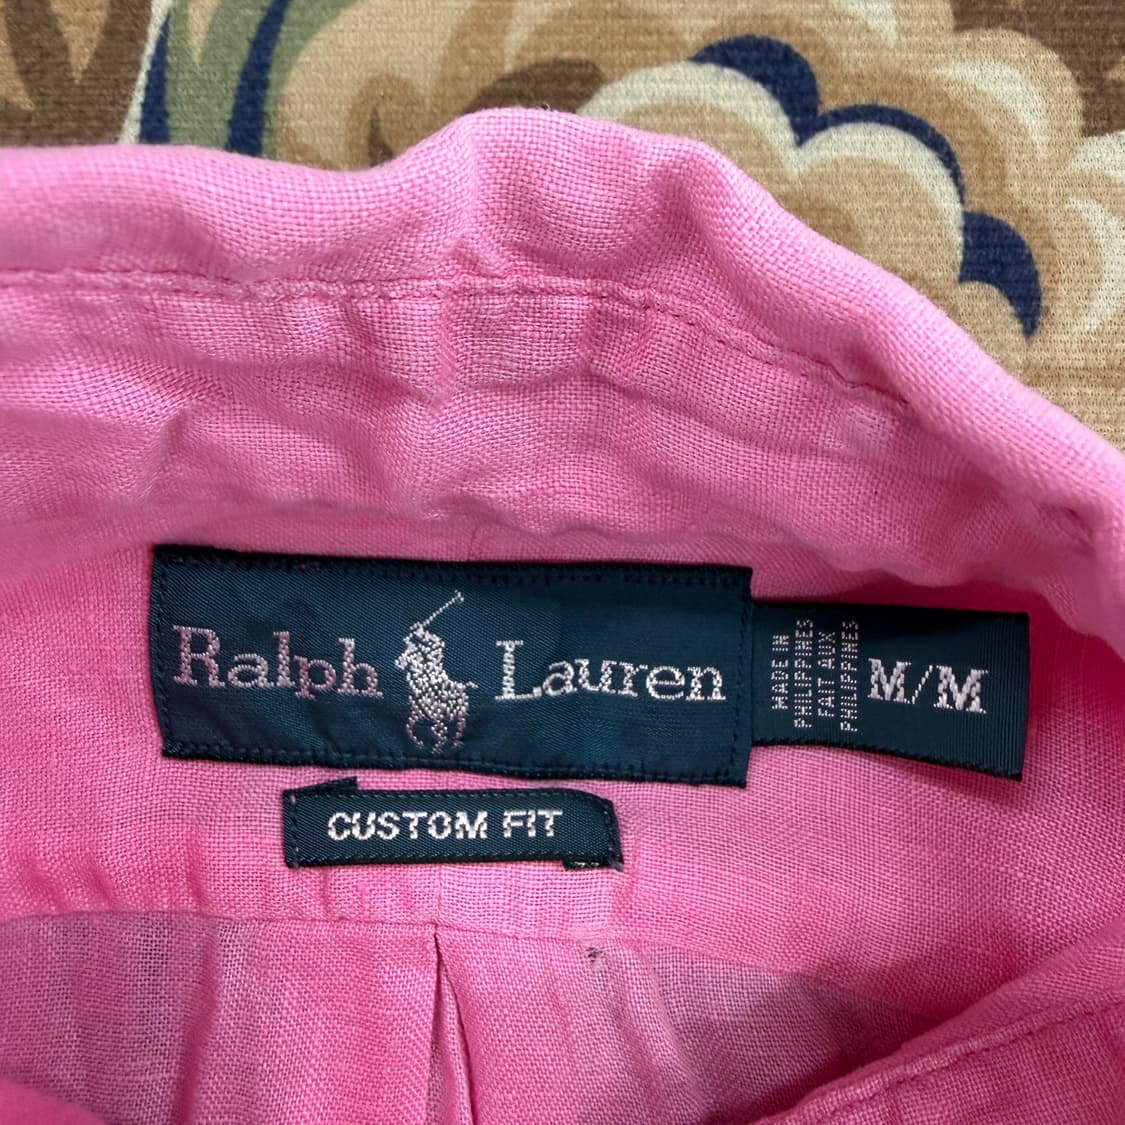 Ralph Lauren
MADE IN
PHILIPPINES
FAIT AUX
PHILIPPINES
M/M
CUSTOM FIT